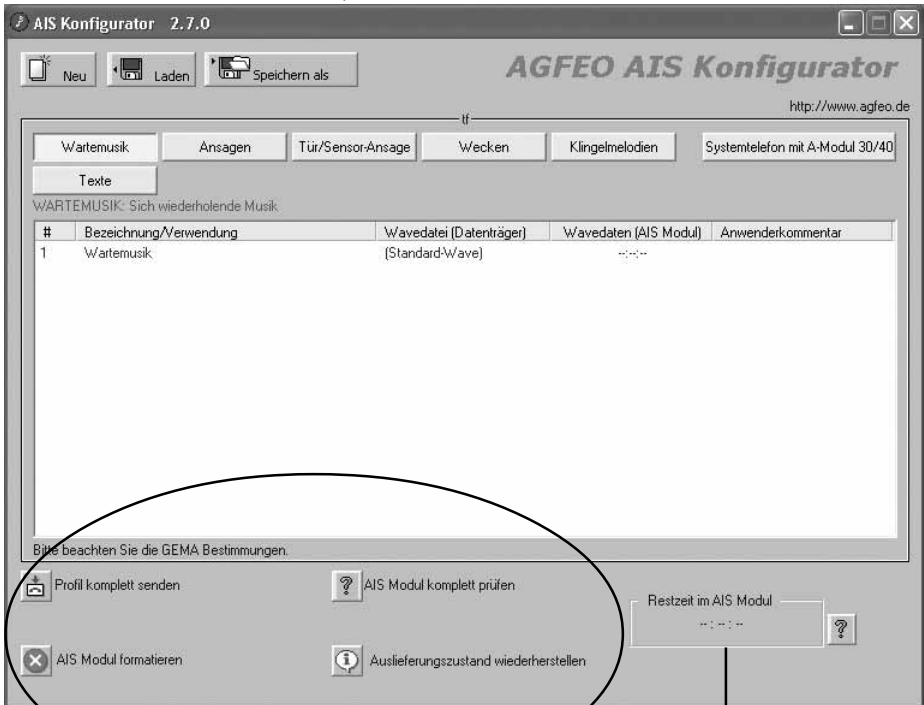 AIS Konfigurator 2.7.0
Neu Laden Speichern als
AGFEO AIS Konfigurator
http://www.agfeo.de
tf
Wartemusik Ansagen Tür/Sensor-Ansage Wecken Klingelmelodien Systemtelefon mit A-Modul 30/40
Texte
WARTEMUSIK: Sich wiederholende Musik
# Bezeichnung/Verwendung Wavedatei (Datenträger) Wavedaten (AIS Modul) Anwenderkommentar
1 Wartemusik (Standard-Wave) --:--:--
Bitte beachten Sie die GEMA Bestimmungen.
Profil komplett senden ? AIS Modul komplett prüfen
Restzeit im AIS Modul
-- : -- : -- ?
AIS Modul formatieren Auslieferungszustand wiederherstellen